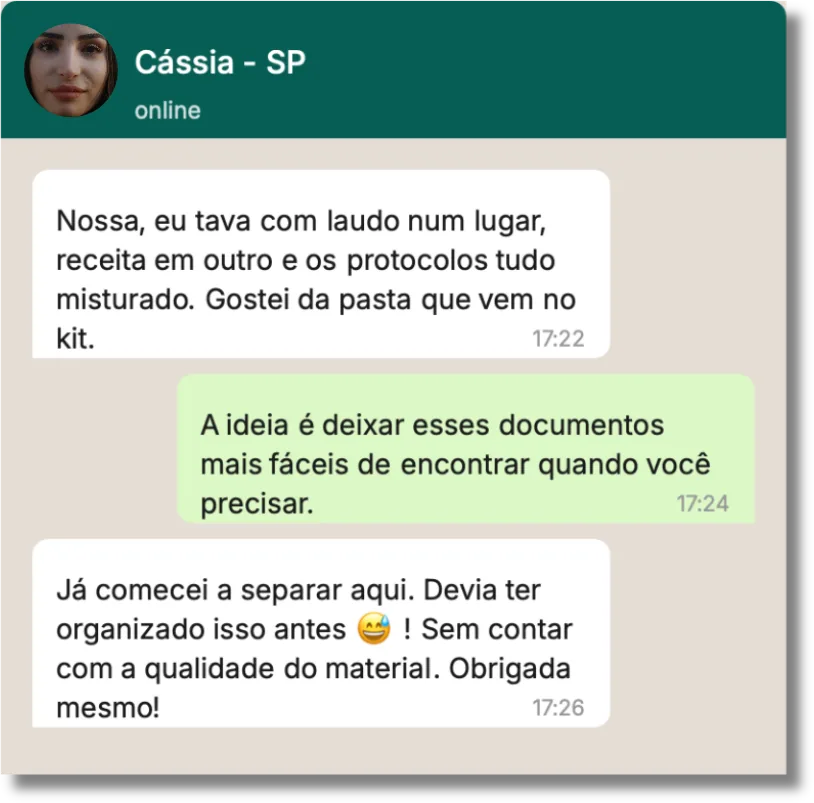 Cássia - SP
online
Nossa, eu tava com laudo num lugar,
receita em outro e os protocolos tudo
misturado. Gostei da pasta que vem no
kit.
17:22
A ideia é deixar esses documentos
mais fáceis de encontrar quando você
precisar.
17:24
Já comecei a separar aqui. Devia ter
organizado isso antes 😅 ! Sem contar
com a qualidade do material. Obrigada
mesmo!
17:26